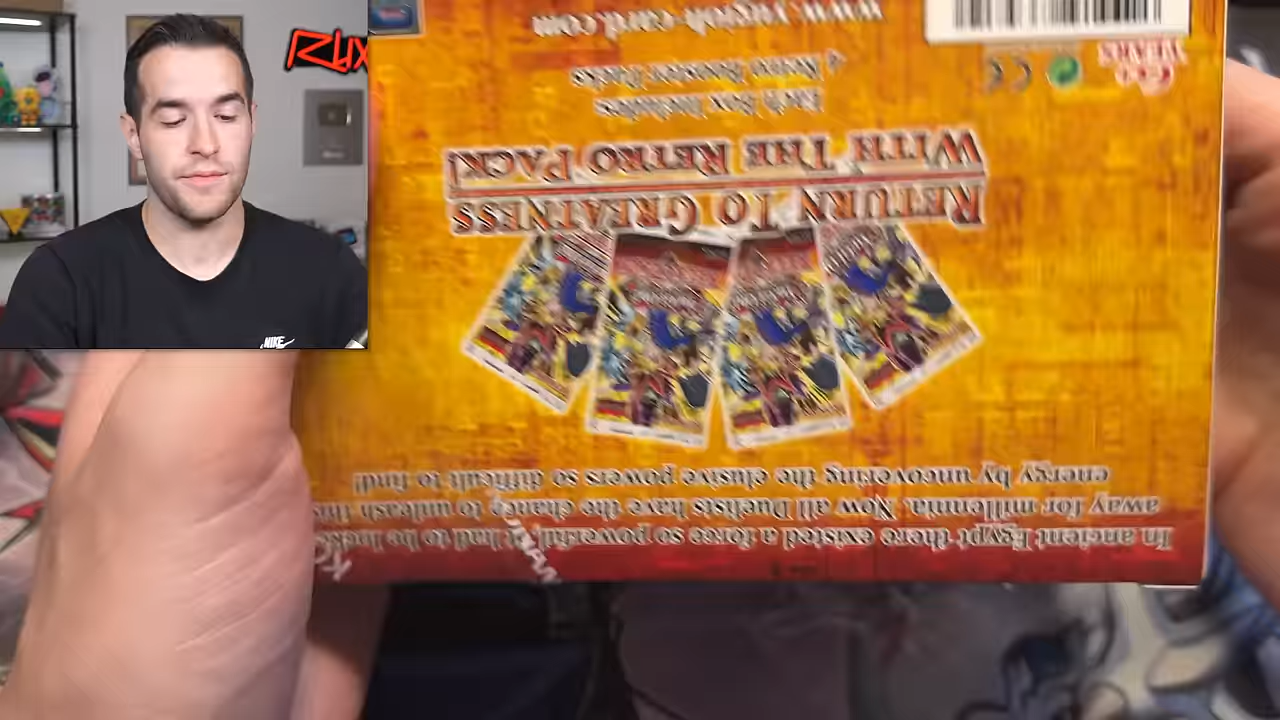 In ancient Egypt there existed a force so powerful it had to be locked
away for millennia. Now all Duelists have the chance to unleash this
energy by uncovering the elusive powers so difficult to find!
RETURN TO GREATNESS
WITH THE RETRO PACK!
Each Box Includes:
4 Retro Booster Packs
www.yugioh-card.com
CE
YEARS
NIKE